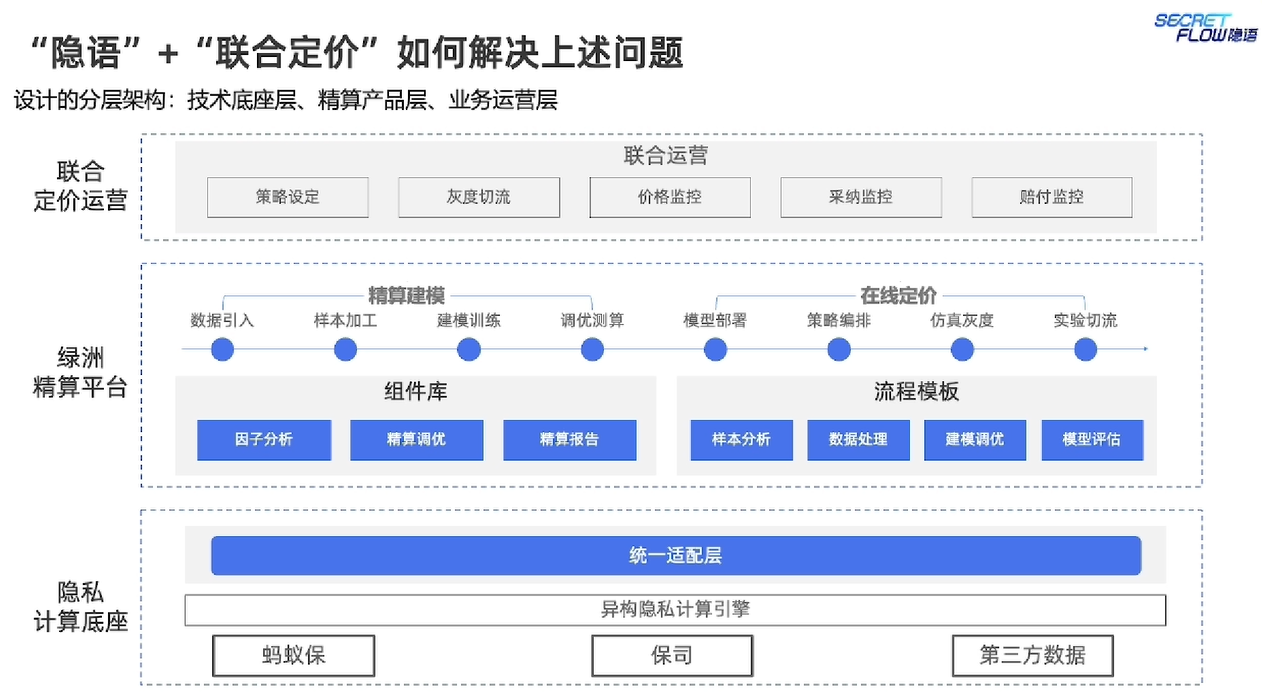 SECRET
FLOW隐语
“隐语” + “联合定价” 如何解决上述问题
设计的分层架构：技术底座层、精算产品层、业务运营层
联合
定价运营
联合运营
策略设定
灰度切流
价格监控
采纳监控
赔付监控
绿洲
精算平台
精算建模
在线定价
数据引入
样本加工
建模训练
调优测算
模型部署
策略编排
仿真灰度
实验切流
组件库
因子分析
精算调优
精算报告
流程模板
样本分析
数据处理
建模调优
模型评估
隐私
计算底座
统一适配层
异构隐私计算引擎
蚂蚁保
保司
第三方数据